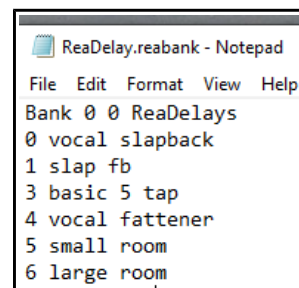 ReaDelay.reabank - Notepad
File Edit Format View Help
Bank 0 0 ReaDelays
0 vocal slapback
1 slap fb
3 basic 5 tap
4 vocal fattener
5 small room
6 large room